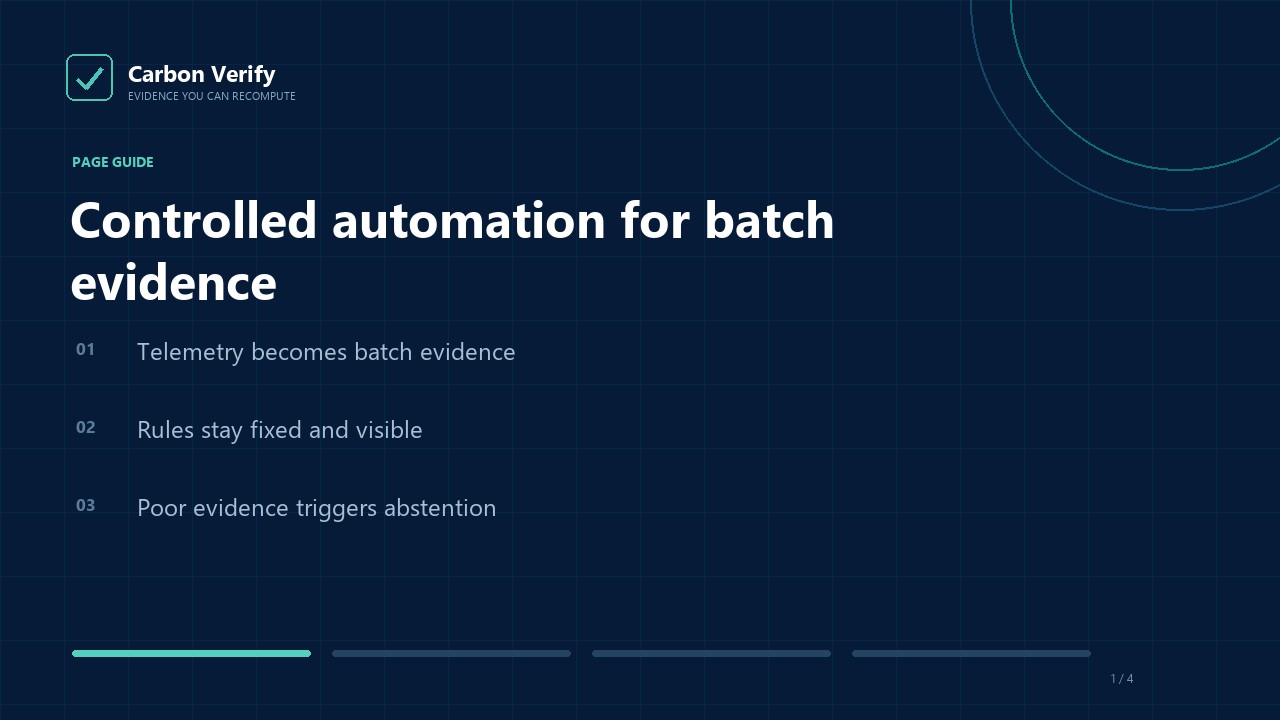 Carbon Verify
EVIDENCE YOU CAN RECOMPUTE
PAGE GUIDE
Controlled automation for batch
evidence
01 Telemetry becomes batch evidence
02 Rules stay fixed and visible
03 Poor evidence triggers abstention
1 / 4